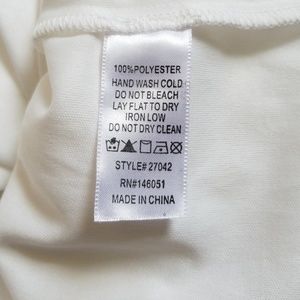 100%POLYESTER
HAND WASH COLD
DO NOT BLEACH
LAY FLAT TO DRY
IRON LOW
DO NOT DRY CLEAN
STYLE# 27042
RN#146051
MADE IN CHINA